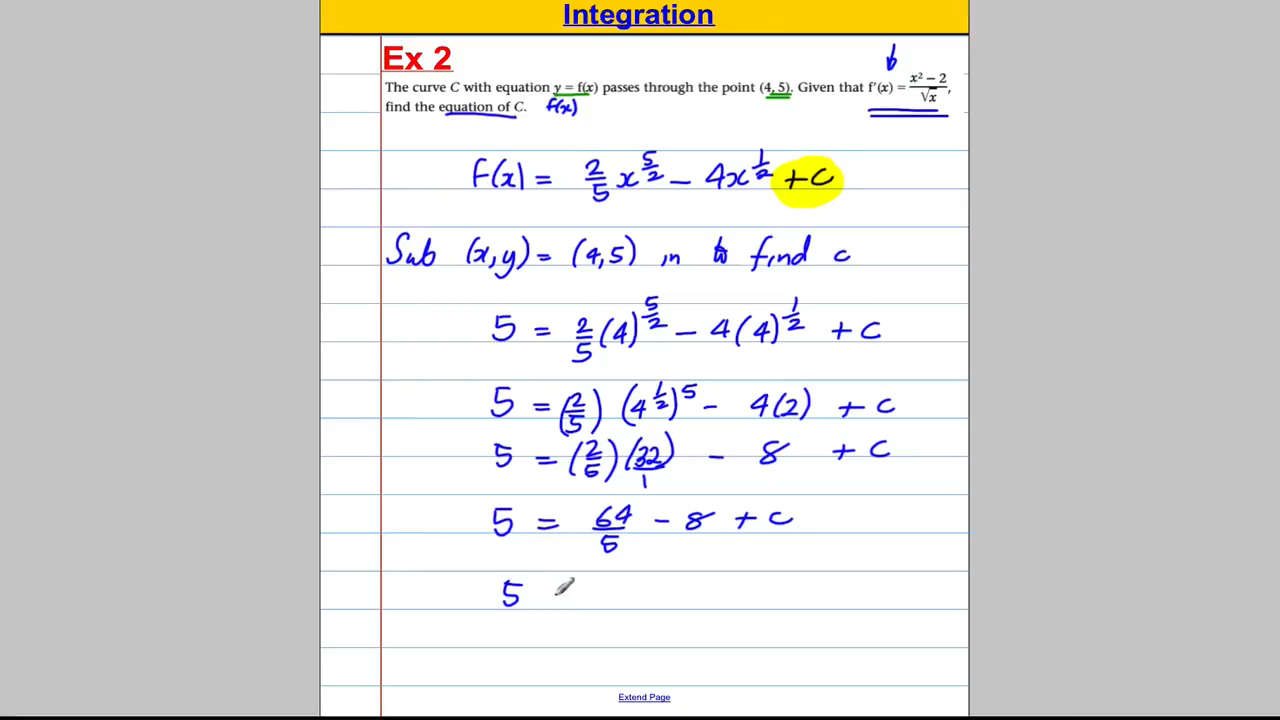 Integration
Ex 2
The curve C with equation y = f(x) passes through the point (4, 5). Given that f′(x) = (x² − 2)/√x,
find the equation of C. f(x)
f(x) = 2/5 x^(5/2) − 4x^(1/2) + C
Sub (x,y) = (4,5) in to find c
5 = 2/5 (4)^(5/2) − 4(4)^(1/2) + C
5 = (2/5) (4^(1/2))^5 − 4(2) + C
5 = (2/5)(32/1) − 8 + C
5 = 64/5 − 8 + C
5
Extend Page